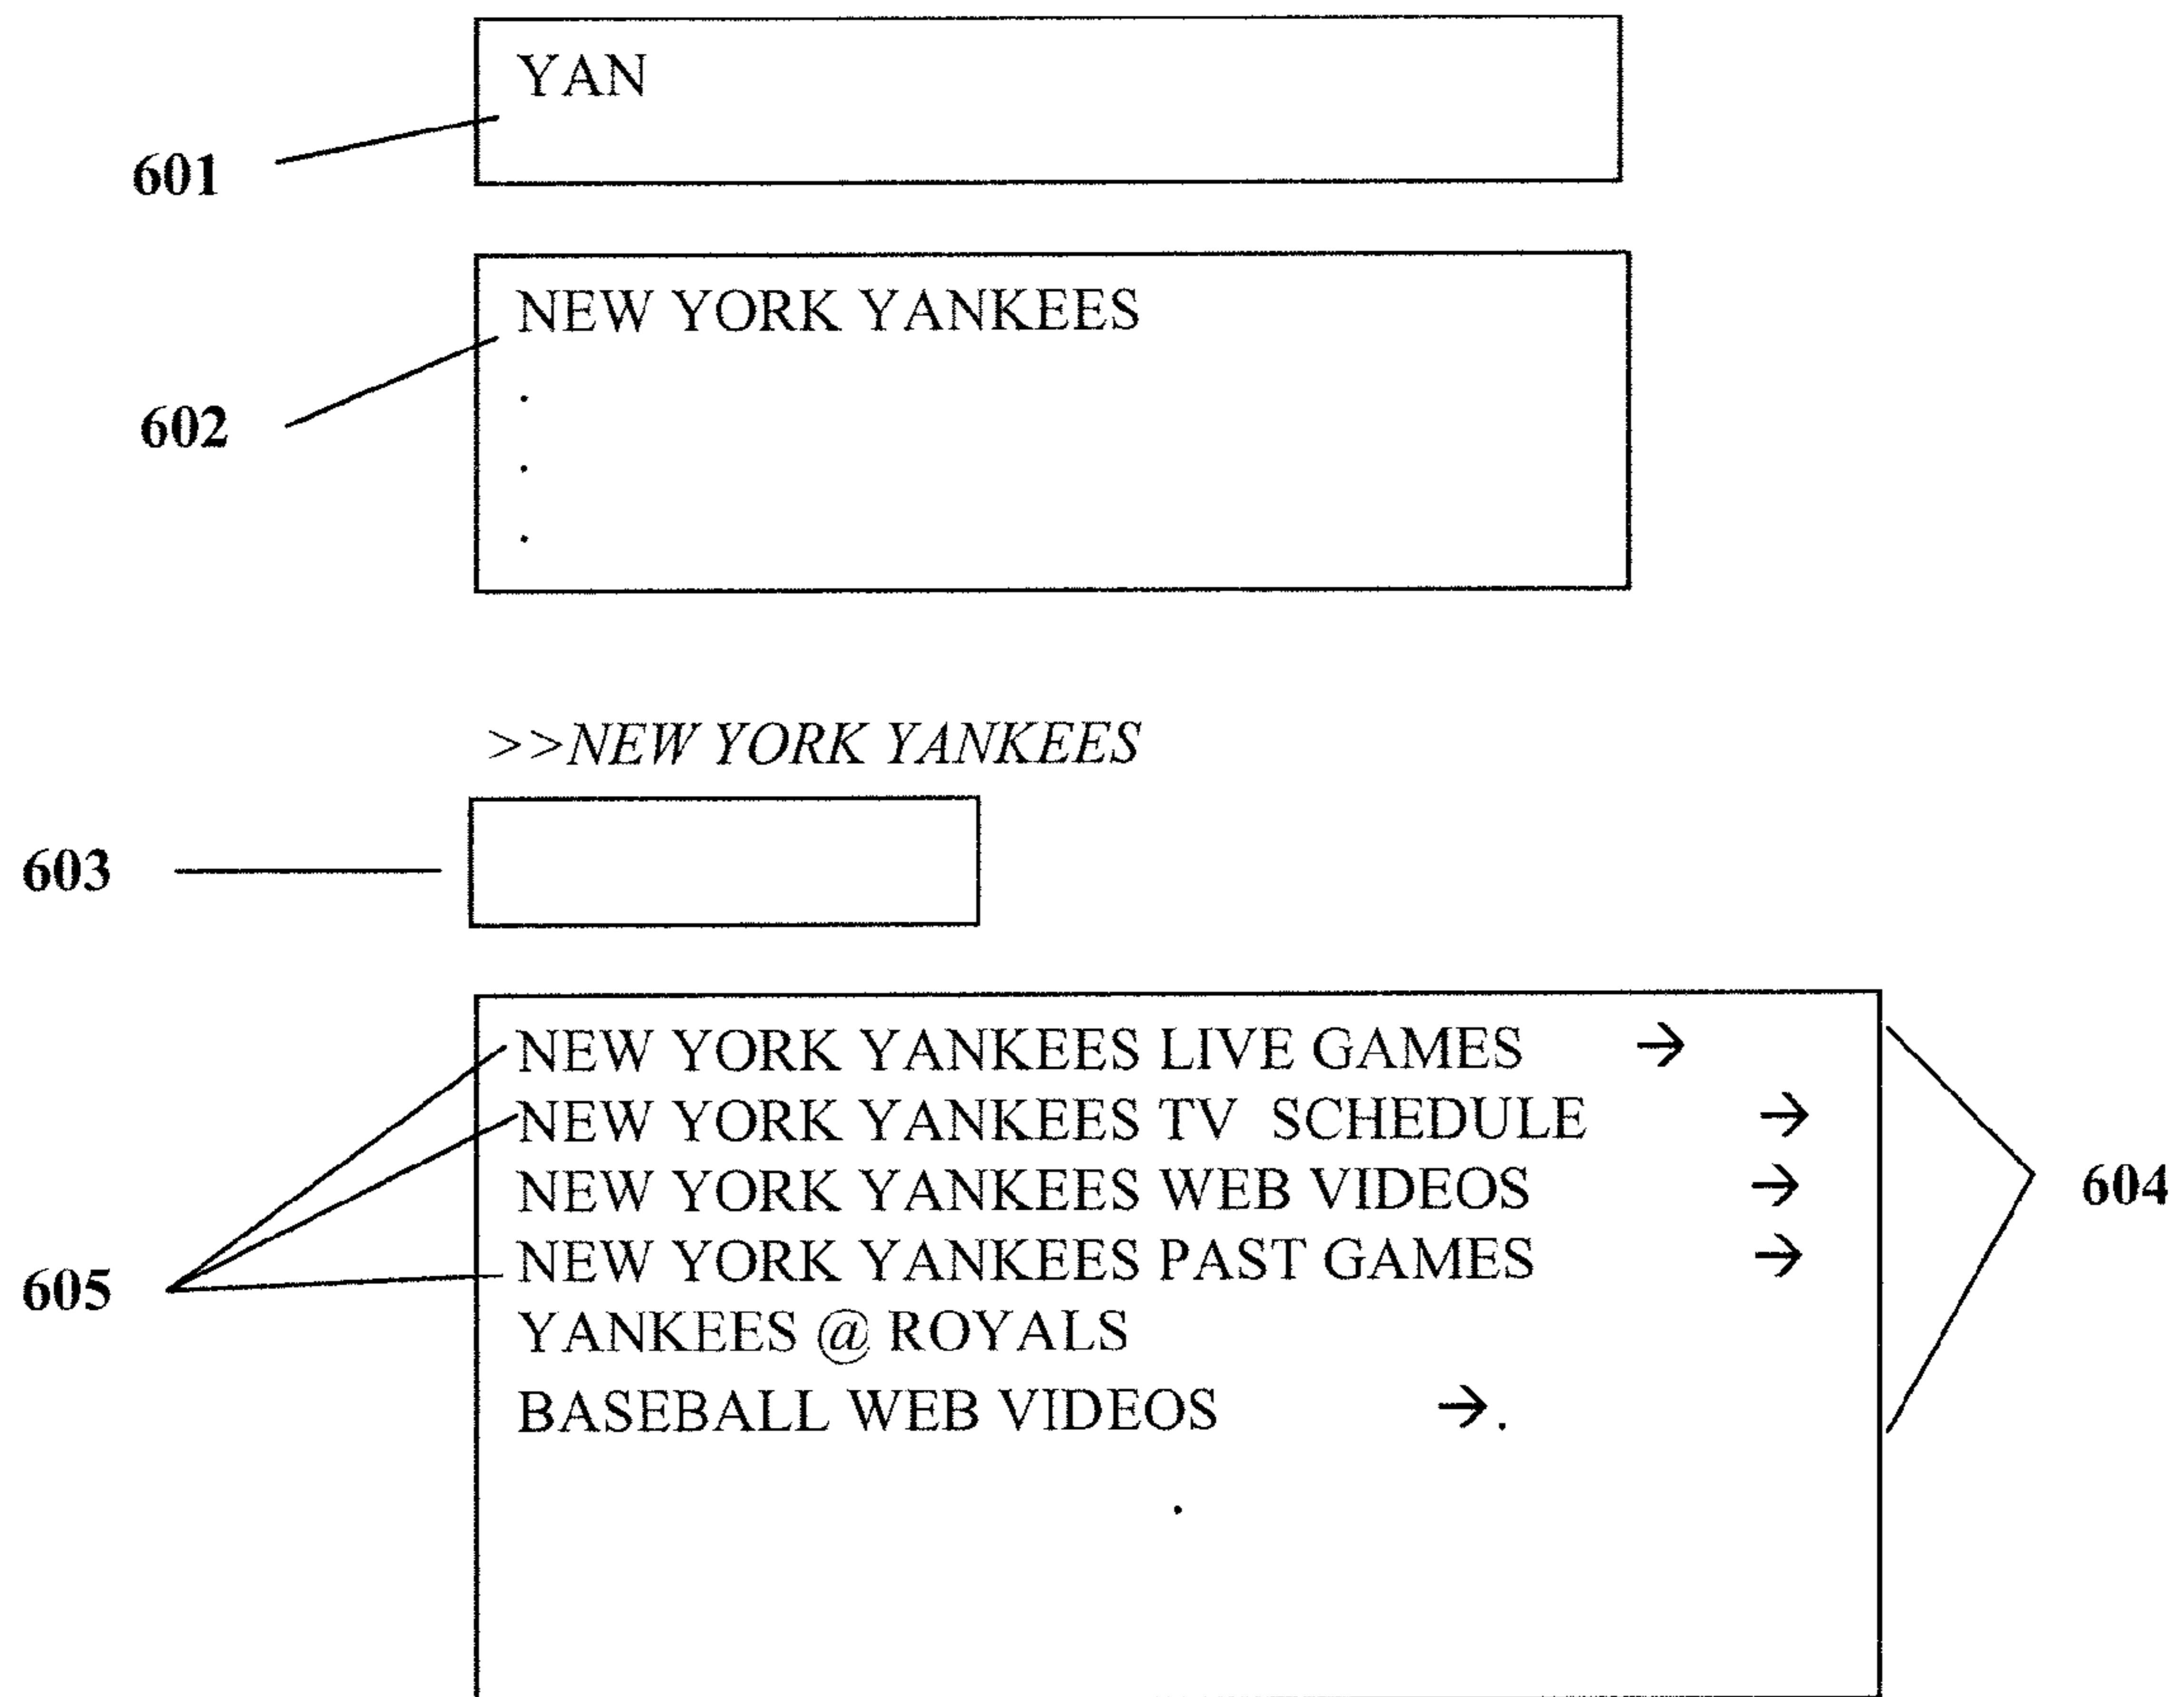 YAN
601
NEW YORK YANKEES
.
602
.
.
>>NEW YORK YANKEES
603
NEW YORK YANKEES LIVE GAMES →
NEW YORK YANKEES TV SCHEDULE →
NEW YORK YANKEES WEB VIDEOS →
604
NEW YORK YANKEES PAST GAMES →
605
YANKEES @ ROYALS
BASEBALL WEB VIDEOS →.
.